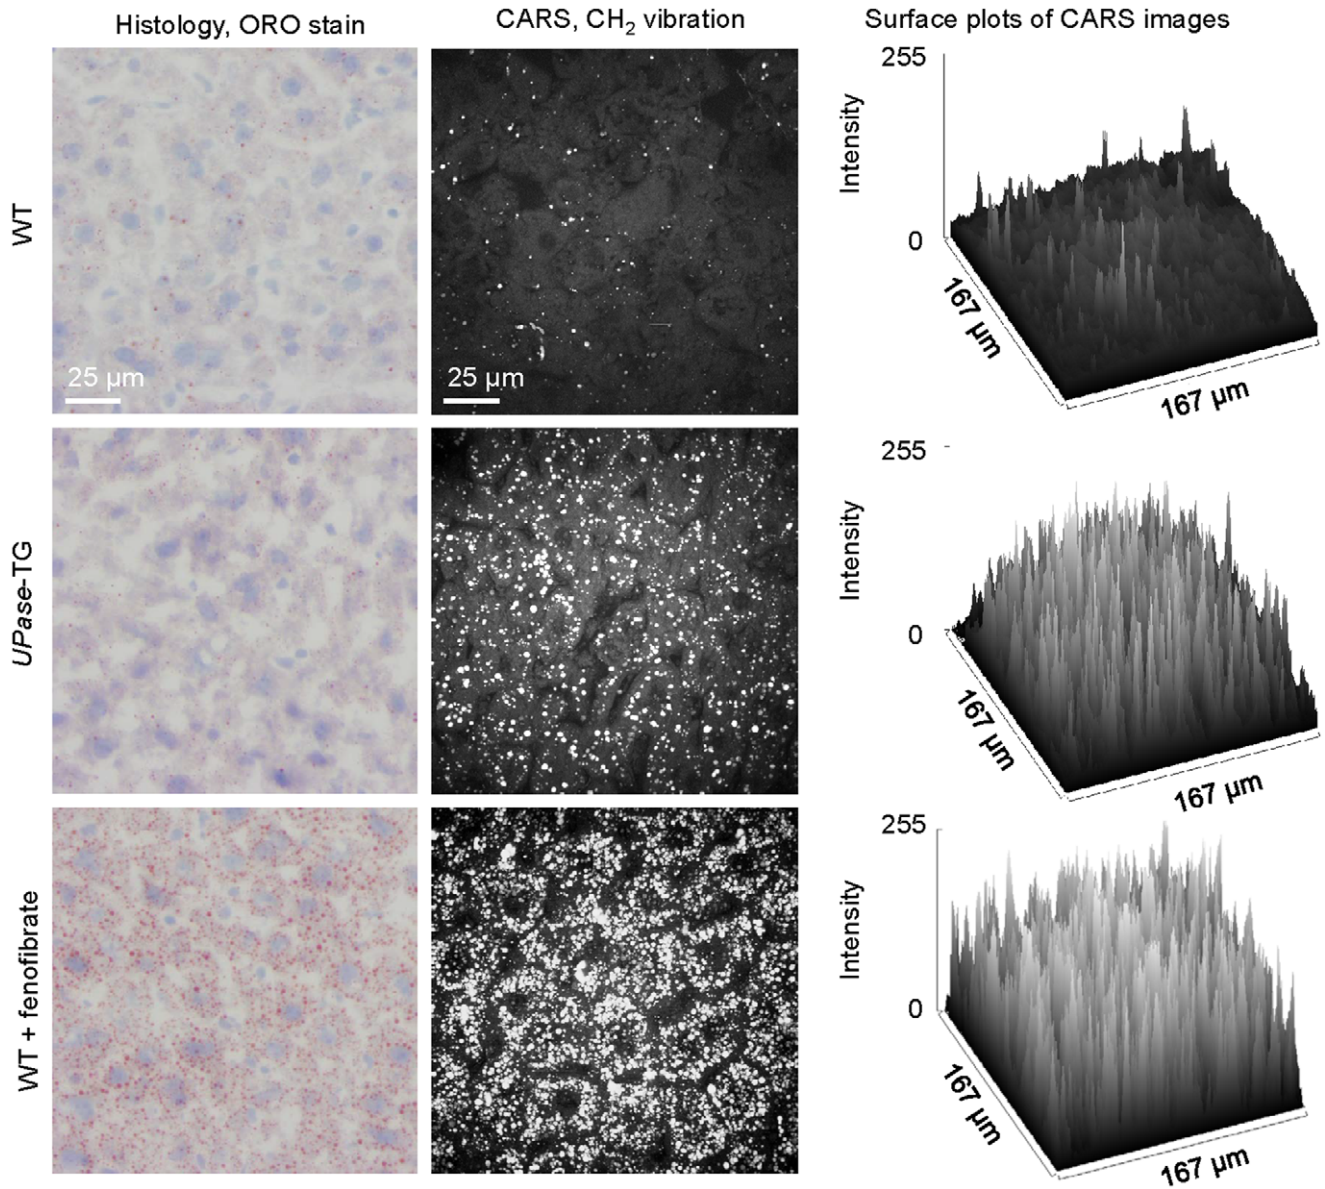 Histology, ORO stain
CARS, CH2 vibration
Surface plots of CARS images
WT
25 µm
25 µm
255
Intensity
0
167 µm
167 µm
UPase-TG
255
Intensity
0
167 µm
167 µm
WT + fenofibrate
255
Intensity
0
167 µm
167 µm